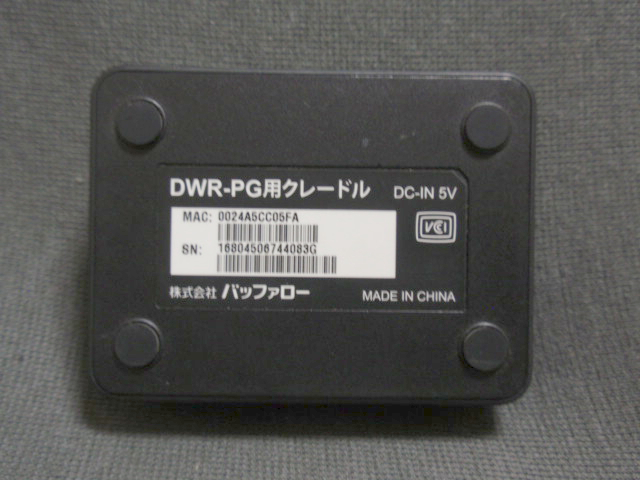 DWR-PG用クレードル DC-IN 5V
MAC: 0024A5CC05FA
VCI
SN: 16804506744083G
株式会社 バッファロー MADE IN CHINA